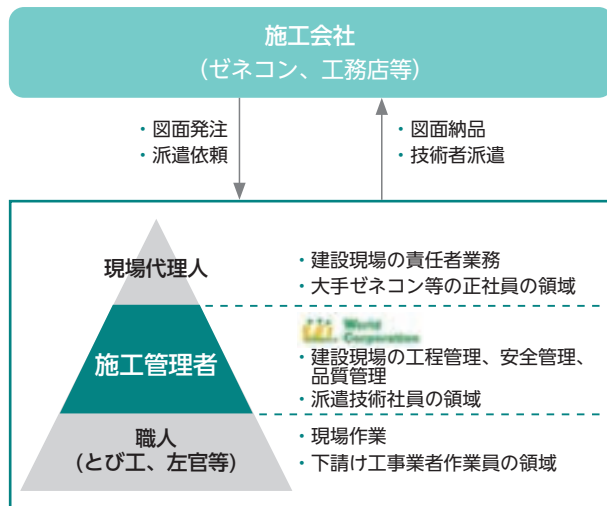 施工会社
(ゼネコン、工務店等)
・図面発注
・派遣依頼
・図面納品
・技術者派遣
現場代理人
・建設現場の責任者業務
・大手ゼネコン等の正社員の領域
World
Corporation
施工管理者
・建設現場の工程管理、安全管理、
品質管理
・派遣技術社員の領域
職人
(とび工、左官等)
・現場作業
・下請け工事業者作業員の領域